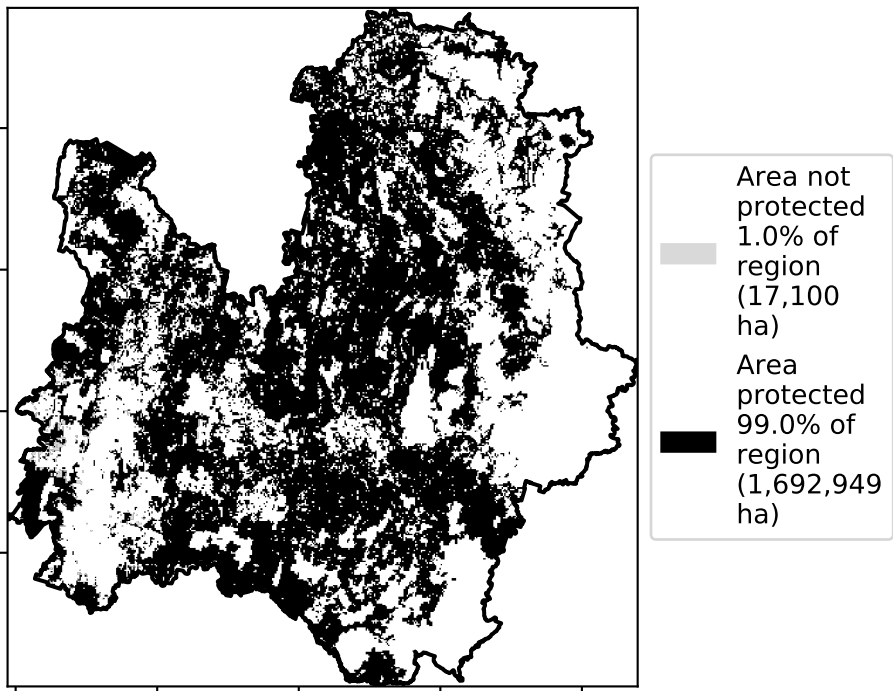 Area not
protected
1.0% of
region
(17,100
ha)
Area
protected
99.0% of
region
(1,692,949
ha)